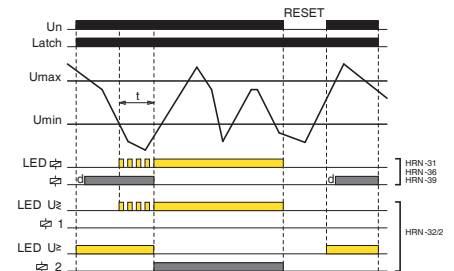 RESET
Un
Latch
Umax
t
Umin
LED
d
d
HRN-31
HRN-36
HRN-39
LED U≥
1
HRN-32/2
LED U≥
2